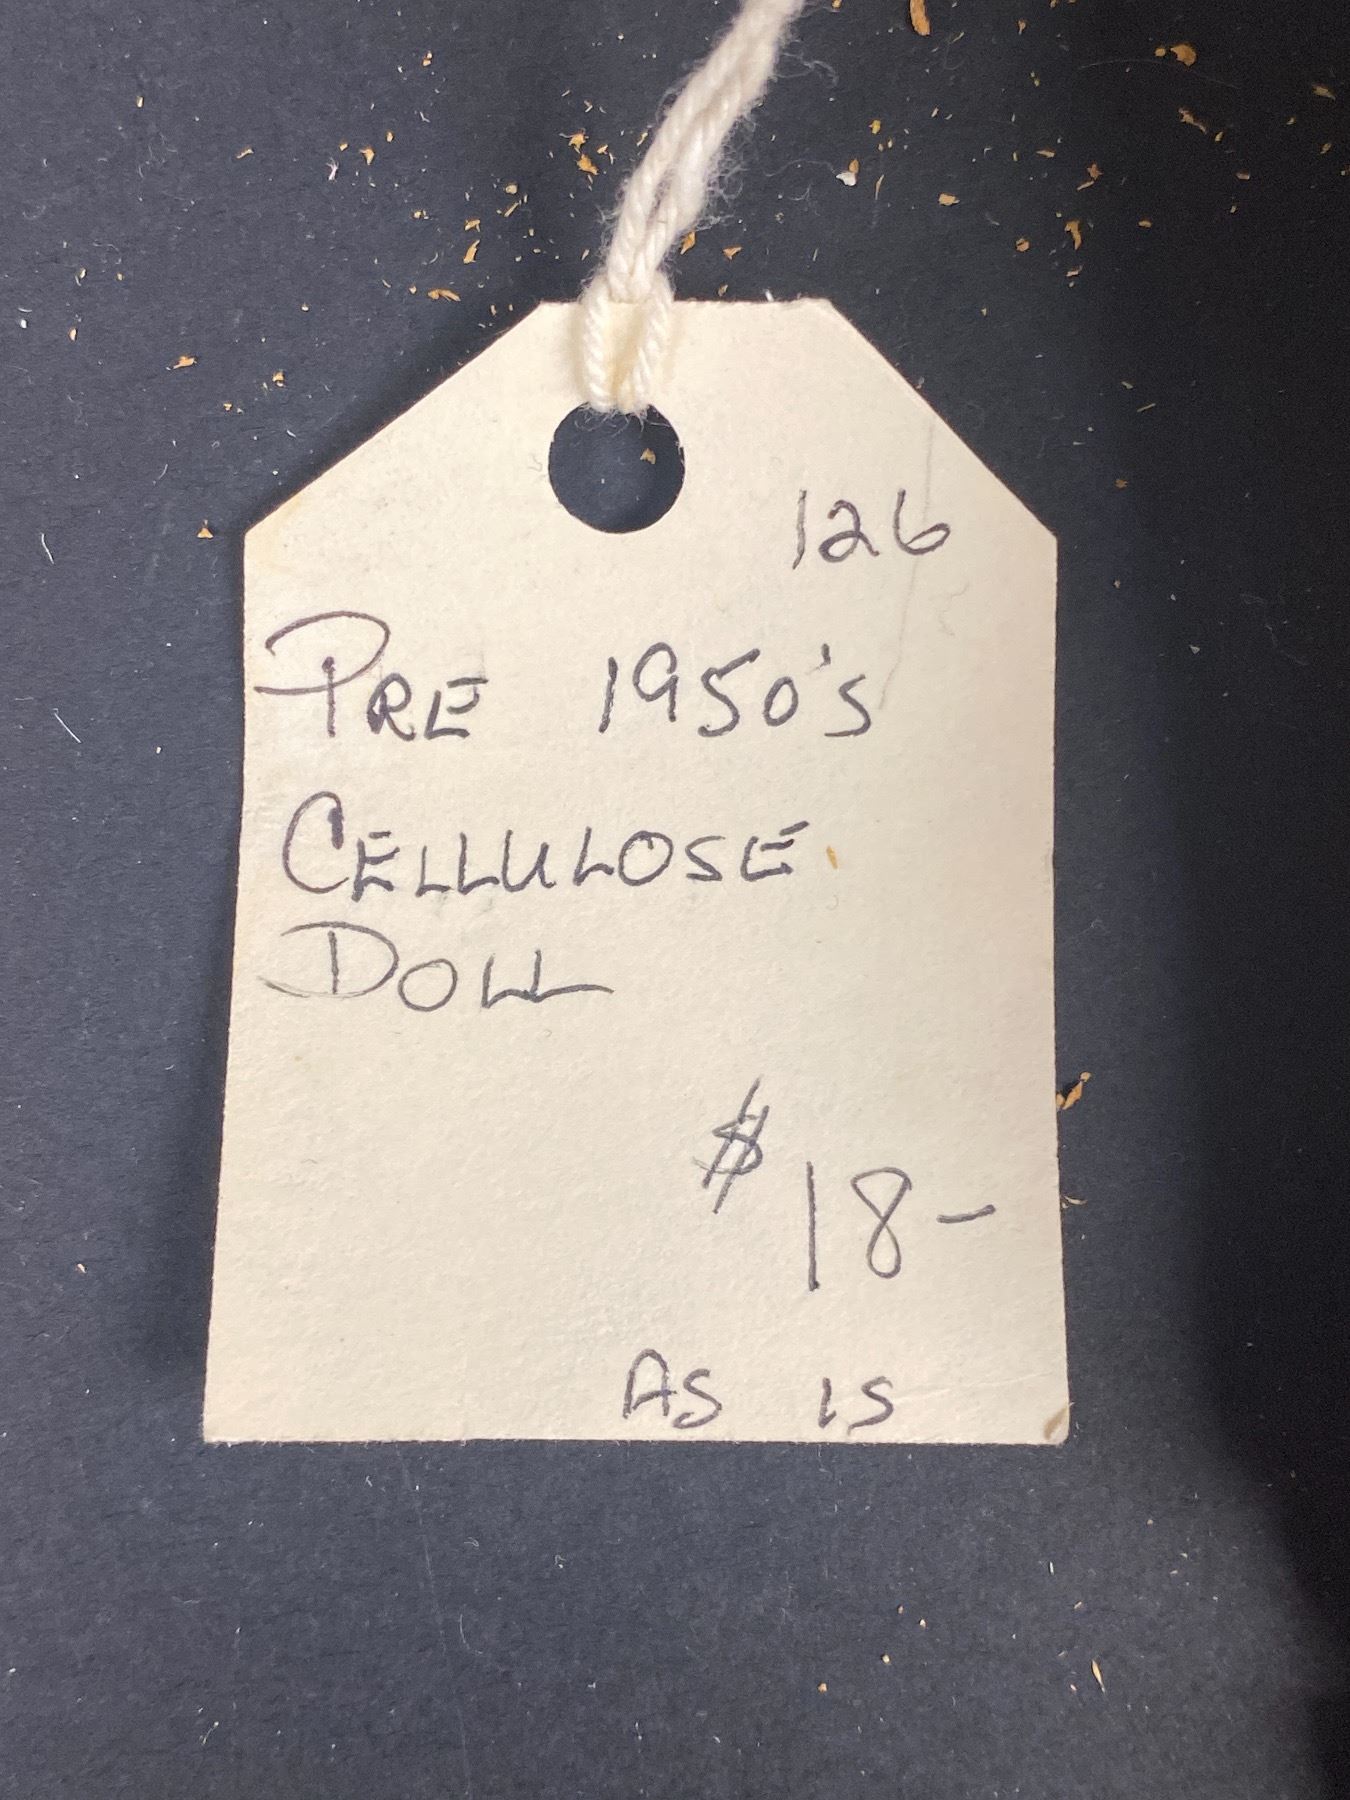 126
PRE 1950's
CELLULOSE
DOLL
$18-
AS IS